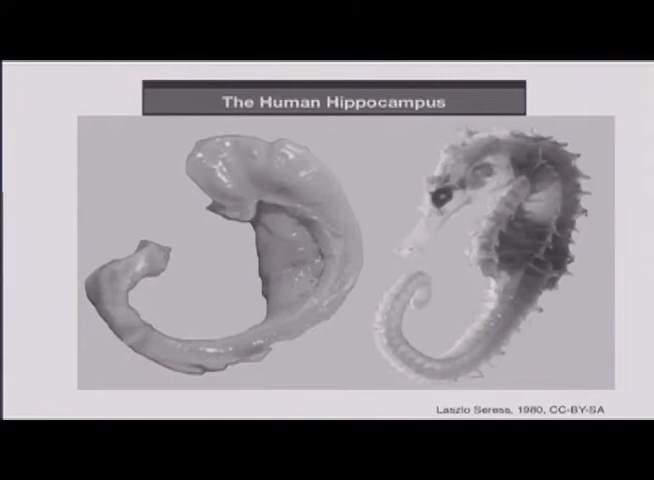 The Human Hippocampus
Laszlo Seress, 1980, CC-BY-SA